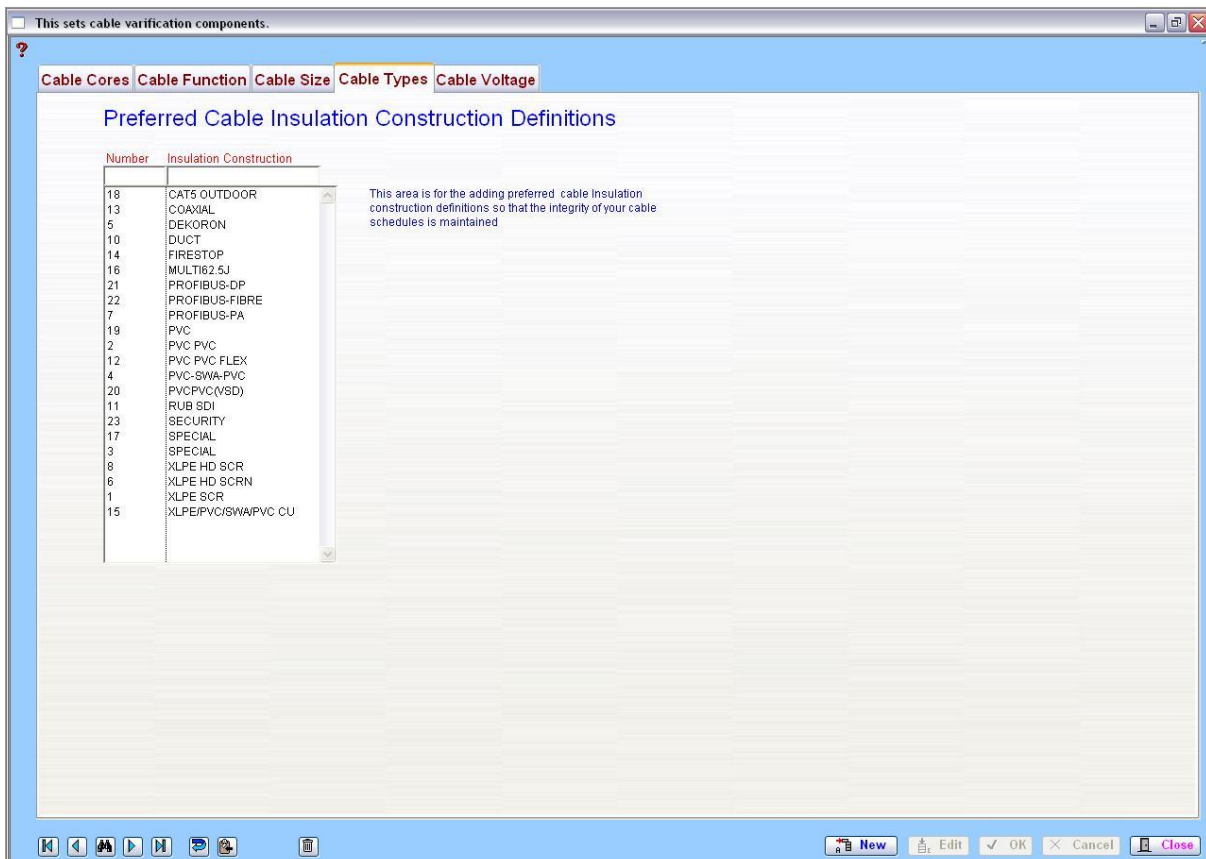 This sets cable varification components.
?
Cable Cores Cable Function Cable Size Cable Types Cable Voltage
Preferred Cable Insulation Construction Definitions
Number Insulation Construction
18 CAT5 OUTDOOR
13 COAXIAL
5 DEKORON
10 DUCT
14 FIRESTOP
16 MULTI62.5J
21 PROFIBUS-DP
22 PROFIBUS-FIBRE
7 PROFIBUS-PA
19 PVC
2 PVC PVC
12 PVC PVC FLEX
4 PVC-SWA-PVC
20 PVCPVC(VSD)
11 RUB SDI
23 SECURITY
17 SPECIAL
3 SPECIAL
8 XLPE HD SCR
6 XLPE HD SCRN
1 XLPE SCR
15 XLPE/PVC/SWA/PVC CU
This area is for the adding preferred cable Insulation
construction definitions so that the integrity of your cable
schedules is maintained
New Edit OK Cancel Close